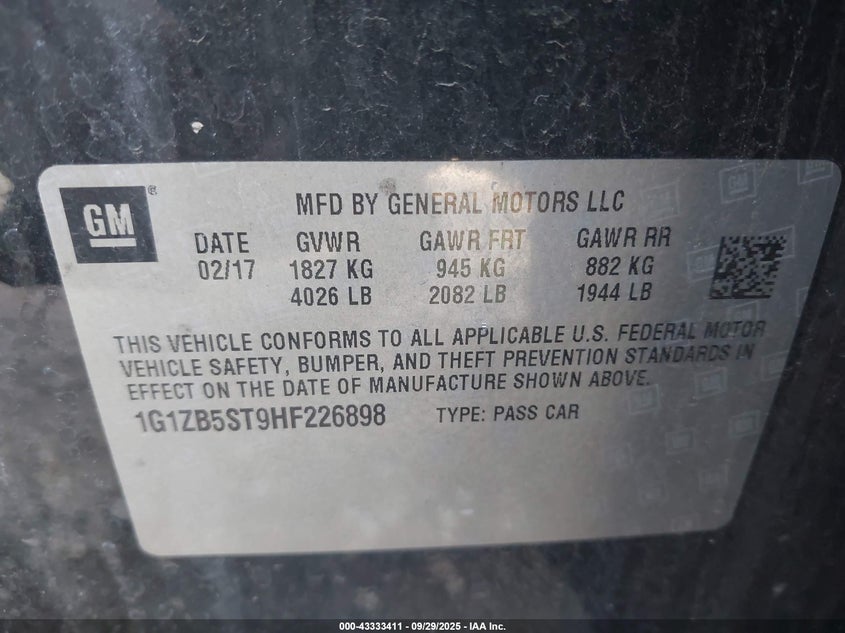 GM ®
MFD BY GENERAL MOTORS LLC
DATE GVWR GAWR FRT GAWR RR
02/17 1827 KG 945 KG 882 KG
4026 LB 2082 LB 1944 LB
THIS VEHICLE CONFORMS TO ALL APPLICABLE U.S. FEDERAL MOTOR
VEHICLE SAFETY, BUMPER, AND THEFT PREVENTION STANDARDS IN
EFFECT ON THE DATE OF MANUFACTURE SHOWN ABOVE.
1G1ZB5ST9HF226898 TYPE: PASS CAR
000-43333411 - 09/29/2025 - IAA Inc.